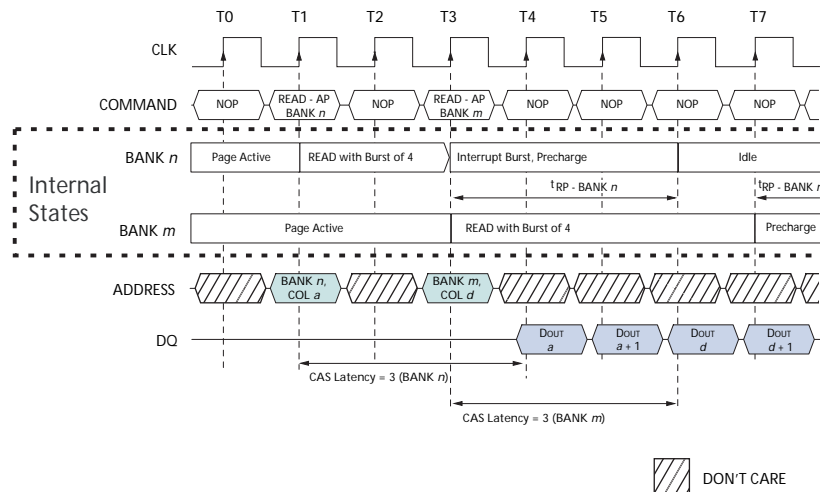 T0 T1 T2 T3 T4 T5 T6 T7
CLK
COMMAND NOP READ - AP BANK n NOP READ - AP BANK m NOP NOP NOP NOP
Internal States
BANK n Page Active READ with Burst of 4 Interrupt Burst, Precharge Idle
tRP - BANK n tRP - BANK n
BANK m Page Active READ with Burst of 4 Precharge
ADDRESS BANK n, COL a BANK m, COL d
DQ DOUT a DOUT a + 1 DOUT d DOUT d + 1
CAS Latency = 3 (BANK n)
CAS Latency = 3 (BANK m)
DON'T CARE